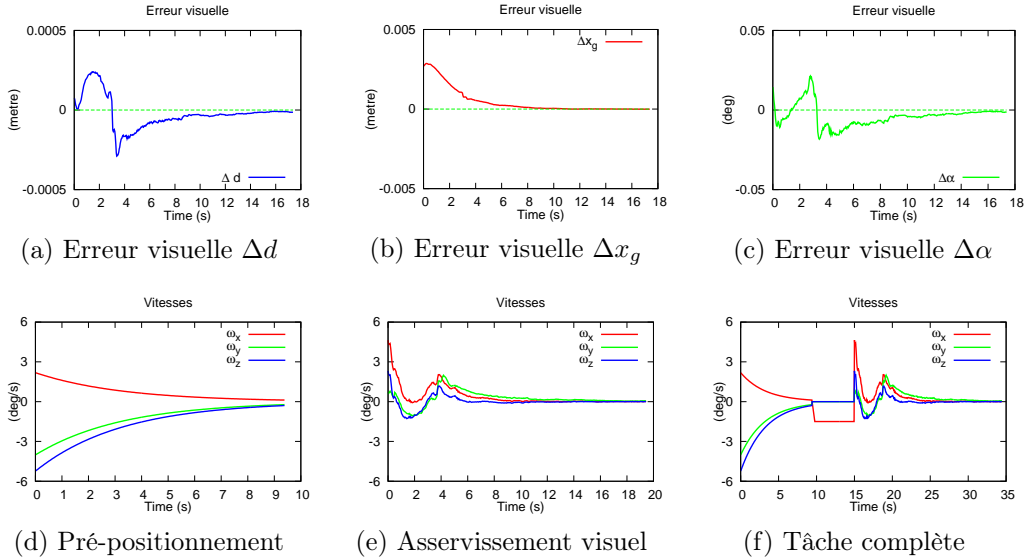 Erreur visuelle
0.0005
0
-0.0005
(metre)
Δ d
0 2 4 6 8 10 12 14 16 18
Time (s)
(a) Erreur visuelle Δd
Erreur visuelle
0.005
0
-0.005
(metre)
Δx_g
0 2 4 6 8 10 12 14 16 18
Time (s)
(b) Erreur visuelle Δx_g
Erreur visuelle
0.05
0
-0.05
(deg)
Δα
0 2 4 6 8 10 12 14 16 18
Time (s)
(c) Erreur visuelle Δα
Vitesses
6
3
0
-3
-6
(deg/s)
ω_x
ω_y
ω_z
0 1 2 3 4 5 6 7 8 9 10
Time (s)
(d) Pré-positionnement
Vitesses
6
3
0
-3
-6
(deg/s)
ω_x
ω_y
ω_z
0 2 4 6 8 10 12 14 16 18 20
Time (s)
(e) Asservissement visuel
Vitesses
6
3
0
-3
-6
(deg/s)
ω_x
ω_y
ω_z
0 5 10 15 20 25 30 35
Time (s)
(f) Tâche complète